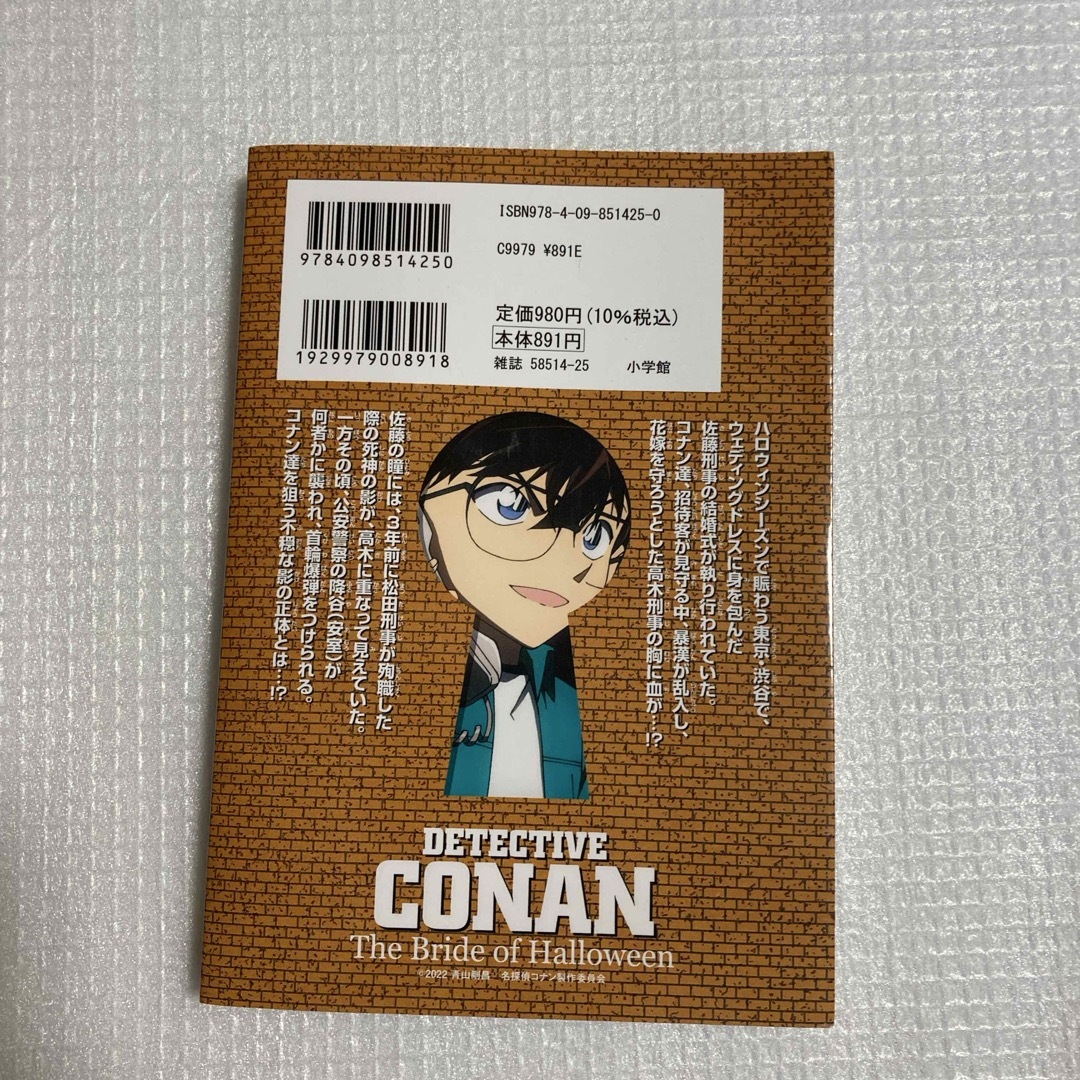 ISBN978-4-09-851425-0
9784098514250
C9979 ¥891E
1929979008918
定価980円(10%税込)
本体891円
雑誌 58514-25
小学館
ハロウィンシーズンで賑わう東京・渋谷で、
ウェディングドレスに身を包んだ
佐藤刑事の結婚式が執り行われていた。
コナン達、招待客が見守る中、暴漢が乱入し、
花嫁を守ろうとした高木刑事の胸に血が…!?
佐藤の瞳には、3年前に松田刑事が殉職した
際の死神の影が、高木に重なって見えていた。
一方その頃、公安警察の降谷(安室)が
何者かに襲われ、首輪爆弾をつけられる。
コナン達を狙う不穏な影の正体とは…!?
DETECTIVE
CONAN
The Bride of Halloween
©2022 青山剛昌/名探偵コナン製作委員会